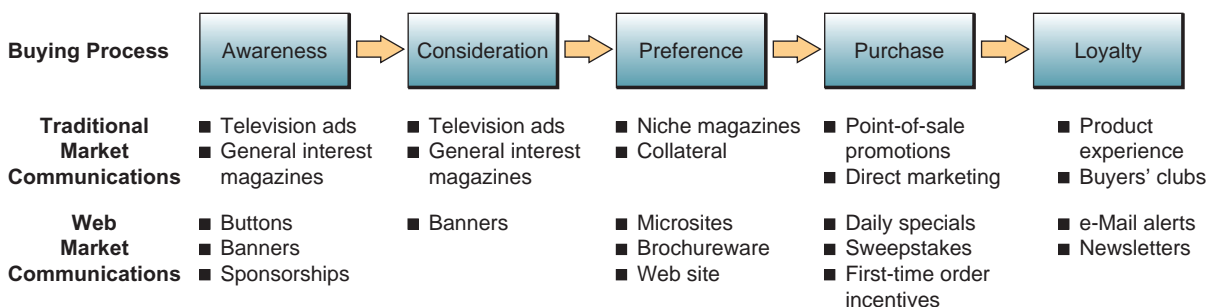 Buying Process
Awareness
Consideration
Preference
Purchase
Loyalty
Traditional
Market
Communications
■ Television ads
■ General interest
magazines
■ Television ads
■ General interest
magazines
■ Niche magazines
■ Collateral
■ Point-of-sale
promotions
■ Direct marketing
■ Product
experience
■ Buyers' clubs
Web
Market
Communications
■ Buttons
■ Banners
■ Sponsorships
■ Banners
■ Microsites
■ Brochureware
■ Web site
■ Daily specials
■ Sweepstakes
■ First-time order
incentives
■ e-Mail alerts
■ Newsletters